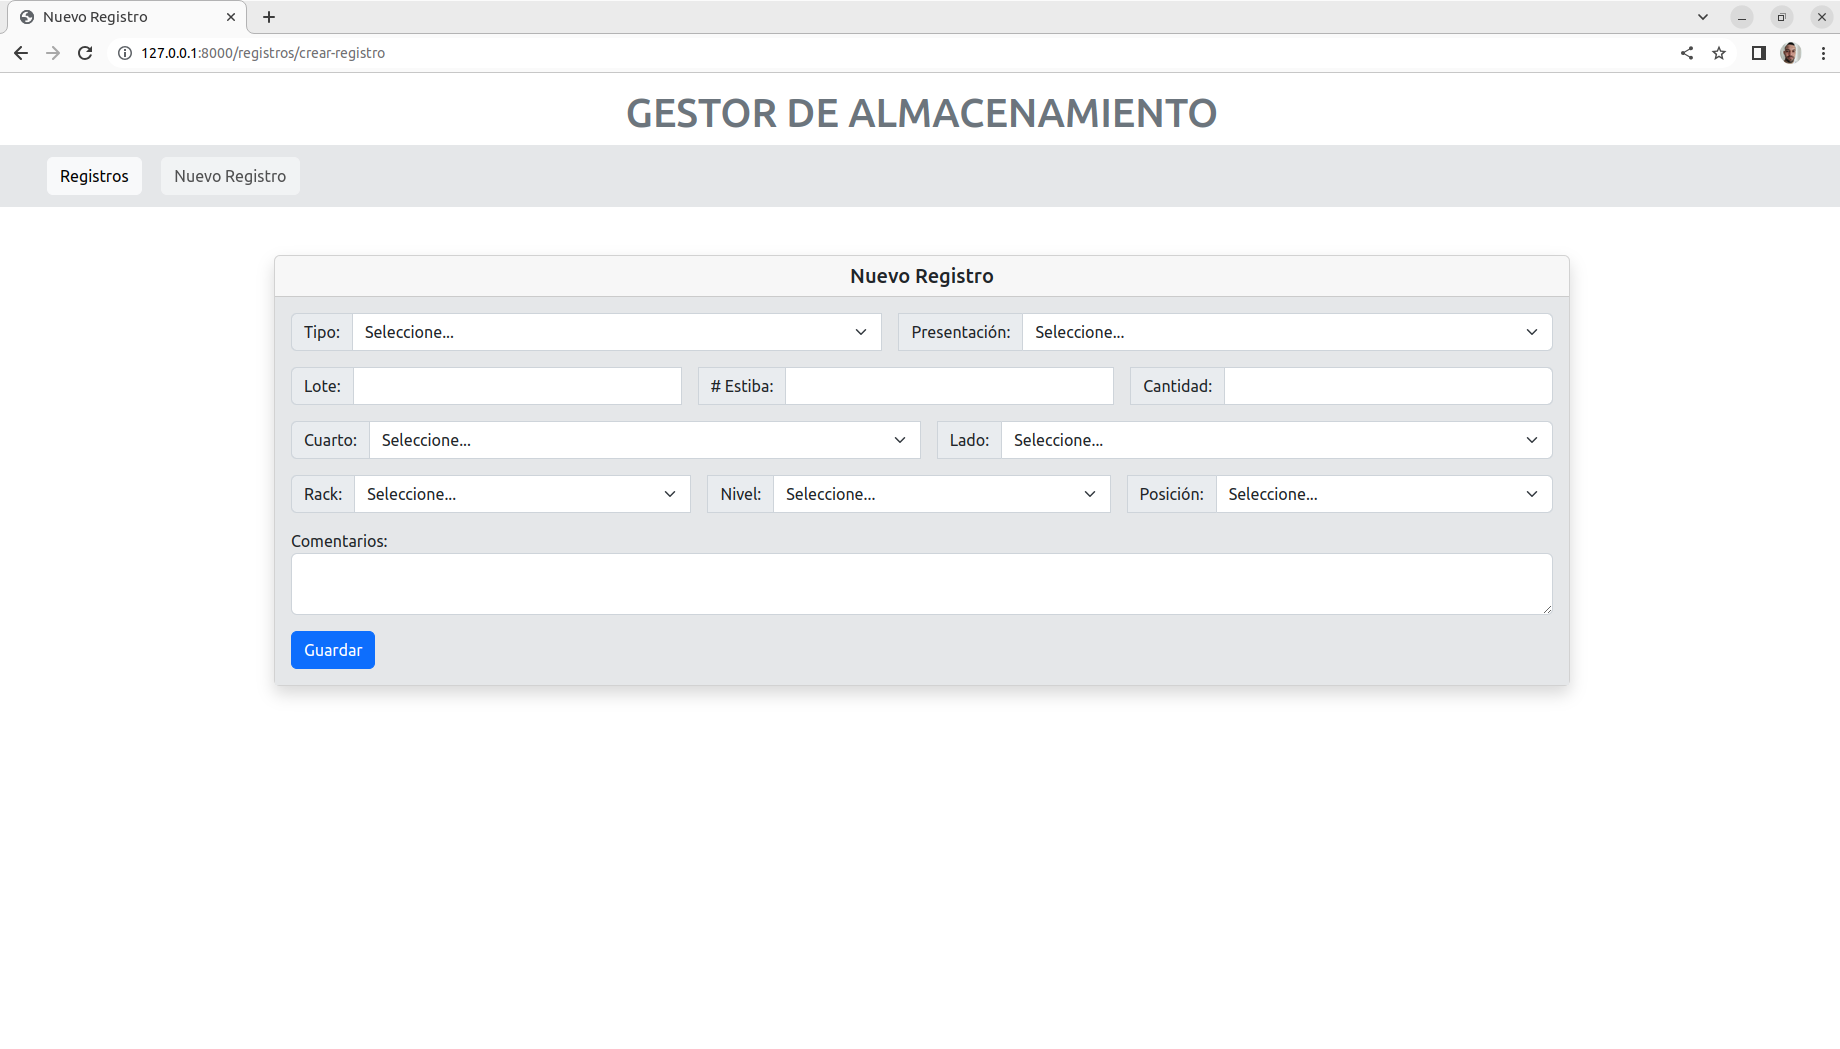 Nuevo Registro
127.0.0.1:8000/registros/crear-registro
GESTOR DE ALMACENAMIENTO
Registros Nuevo Registro
Nuevo Registro
Tipo: Seleccione... Presentación: Seleccione...
Lote: # Estiba: Cantidad:
Cuarto: Seleccione... Lado: Seleccione...
Rack: Seleccione... Nivel: Seleccione... Posición: Seleccione...
Comentarios:
Guardar